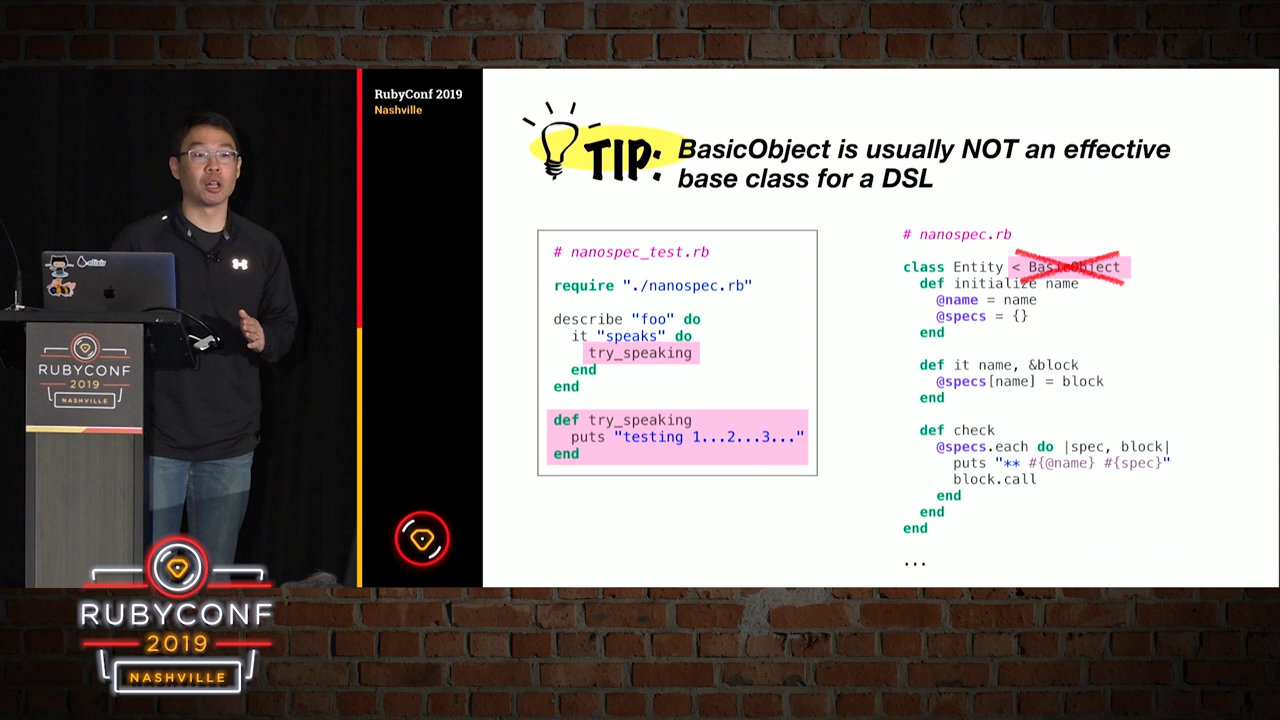 RubyConf 2019
Nashville
TIP: BasicObject is usually NOT an effective
base class for a DSL
# nanospec_test.rb
require "./nanospec.rb"
describe "foo" do
it "speaks" do
try_speaking
end
end
def try_speaking
puts "testing 1...2...3..."
end
# nanospec.rb
class Entity < BasicObject
def initialize name
@name = name
@specs = {}
end
def it name, &block
@specs[name] = block
end
def check
@specs.each do |spec, block|
puts "** #{@name} #{spec}"
block.call
end
end
end
...
elixir
RUBYCONF
2019
NASHVILLE
RUBYCONF
2019
NASHVILLE